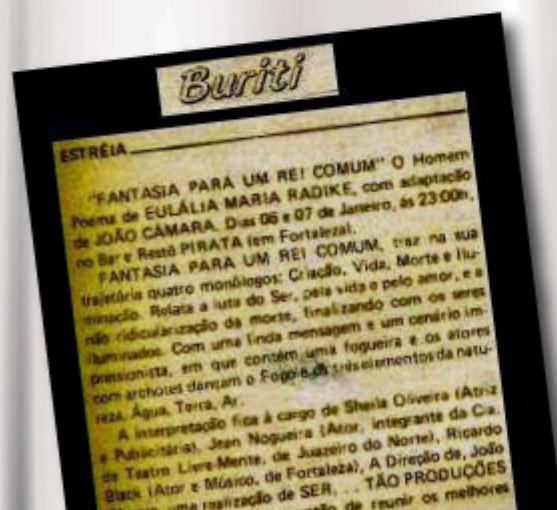 Buriti
ESTRÉIA
"FANTASIA PARA UM REI COMUM" O Homem
Poema de EULÁLIA MARIA RADIKE, com adaptação
de JOÃO CÂMARA. Dias 06 e 07 de Janeiro, às 23:00h,
no Bar e Restô PIRATA (em Fortaleza).
FANTASIA PARA UM REI COMUM, traz na sua
trajetória quatro monólogos: Criação, Vida, Morte e Ilu-
minação. Relata a luta do Ser, pela vida e pelo amor, e a
não ridicularização da morte, finalizando com os seres
iluminados. Com uma linda mensagem e um cenário im-
pressionista, em que contém uma fogueira e os atores
com archotes dançam o Fogo e os três elementos da natu-
reza, Água, Terra, Ar.
A interpretação fica à cargo de Sheila Oliveira (Atriz
e Publicitária), Jean Nogueira (Ator, integrante da Cia.
de Teatro Livre-Mente, de Juazeiro do Norte), Ricardo
Black (Ator e Músico, de Fortaleza), A Direção de, João
uma realização de SER... TÃO PRODUÇÕES
de reunir os melhores